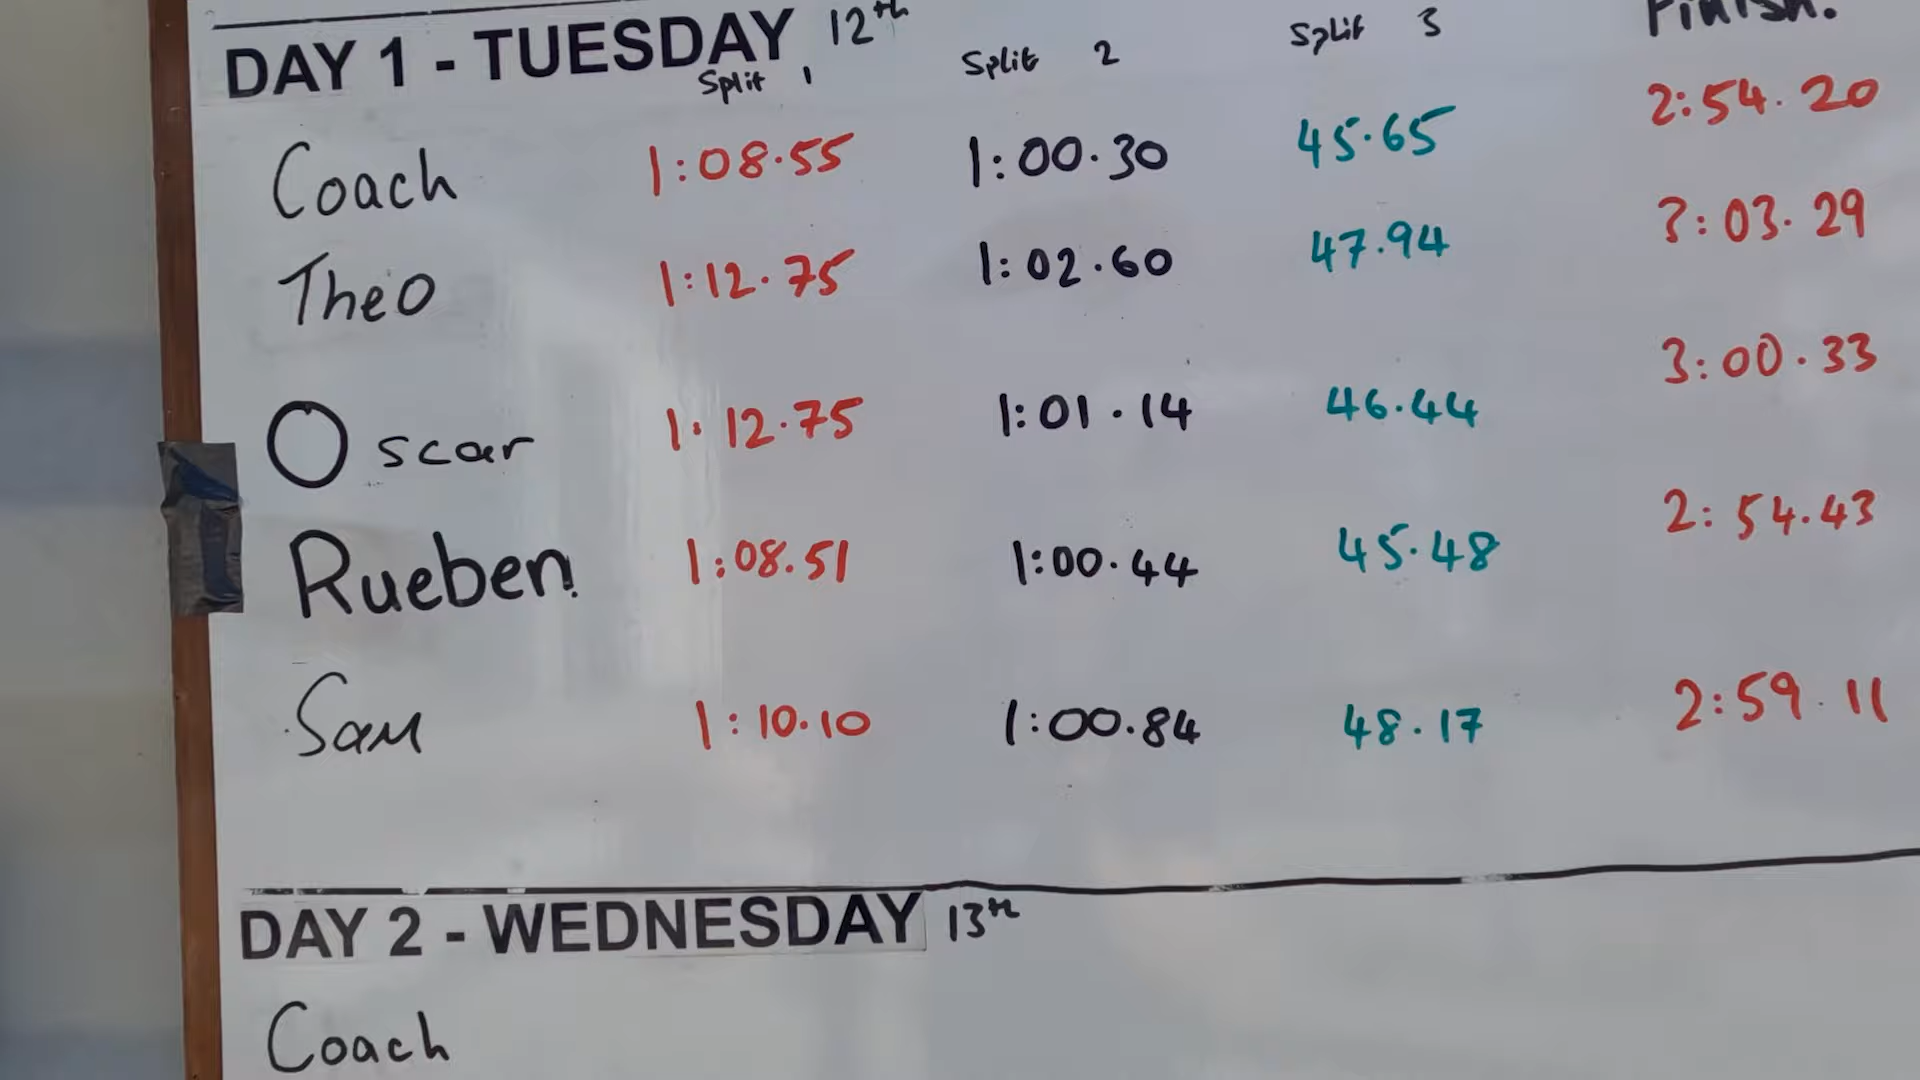 DAY 1 - TUESDAY 12th
Split 1 Split 2 Split 3 Finish.
Coach 1:08.55 1:00.30 45.65 2:54.20
Theo 1:12.75 1:02.60 47.94 3:03.29
Oscar 1:12.75 1:01.14 46.44 3:00.33
Rueben 1:08.51 1:00.44 45.48 2:54.43
Sam 1:10.10 1:00.84 48.17 2:59.11
DAY 2 - WEDNESDAY 13th
Coach